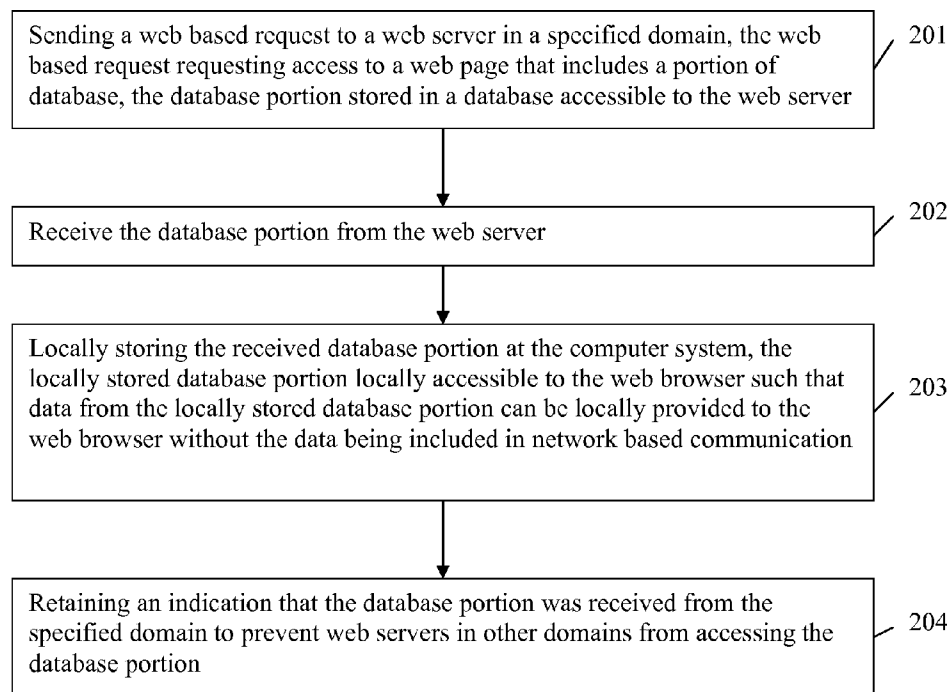 Sending a web based request to a web server in a specified domain, the web
based request requesting access to a web page that includes a portion of
database, the database portion stored in a database accessible to the web server
201
Receive the database portion from the web server
202
Locally storing the received database portion at the computer system, the
locally stored database portion locally accessible to the web browser such that
data from the locally stored database portion can be locally provided to the
web browser without the data being included in network based communication
203
Retaining an indication that the database portion was received from the
specified domain to prevent web servers in other domains from accessing the
database portion
204